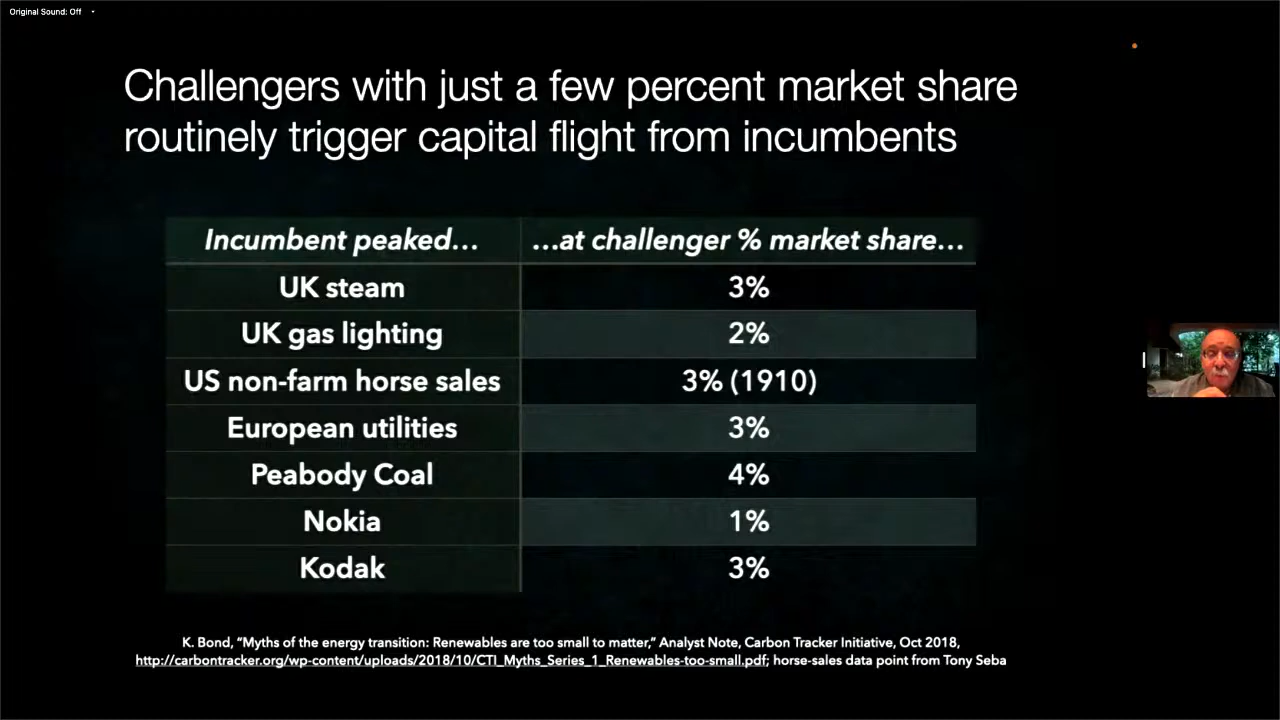 Original Sound: Off
Challengers with just a few percent market share
routinely trigger capital flight from incumbents
Incumbent peaked… …at challenger % market share…
UK steam 3%
UK gas lighting 2%
US non-farm horse sales 3% (1910)
European utilities 3%
Peabody Coal 4%
Nokia 1%
Kodak 3%
K. Bond, “Myths of the energy transition: Renewables are too small to matter,” Analyst Note, Carbon Tracker Initiative, Oct 2018,
http://carbontracker.org/wp-content/uploads/2018/10/CTI_Myths_Series_1_Renewables-too-small.pdf; horse-sales data point from Tony Seba